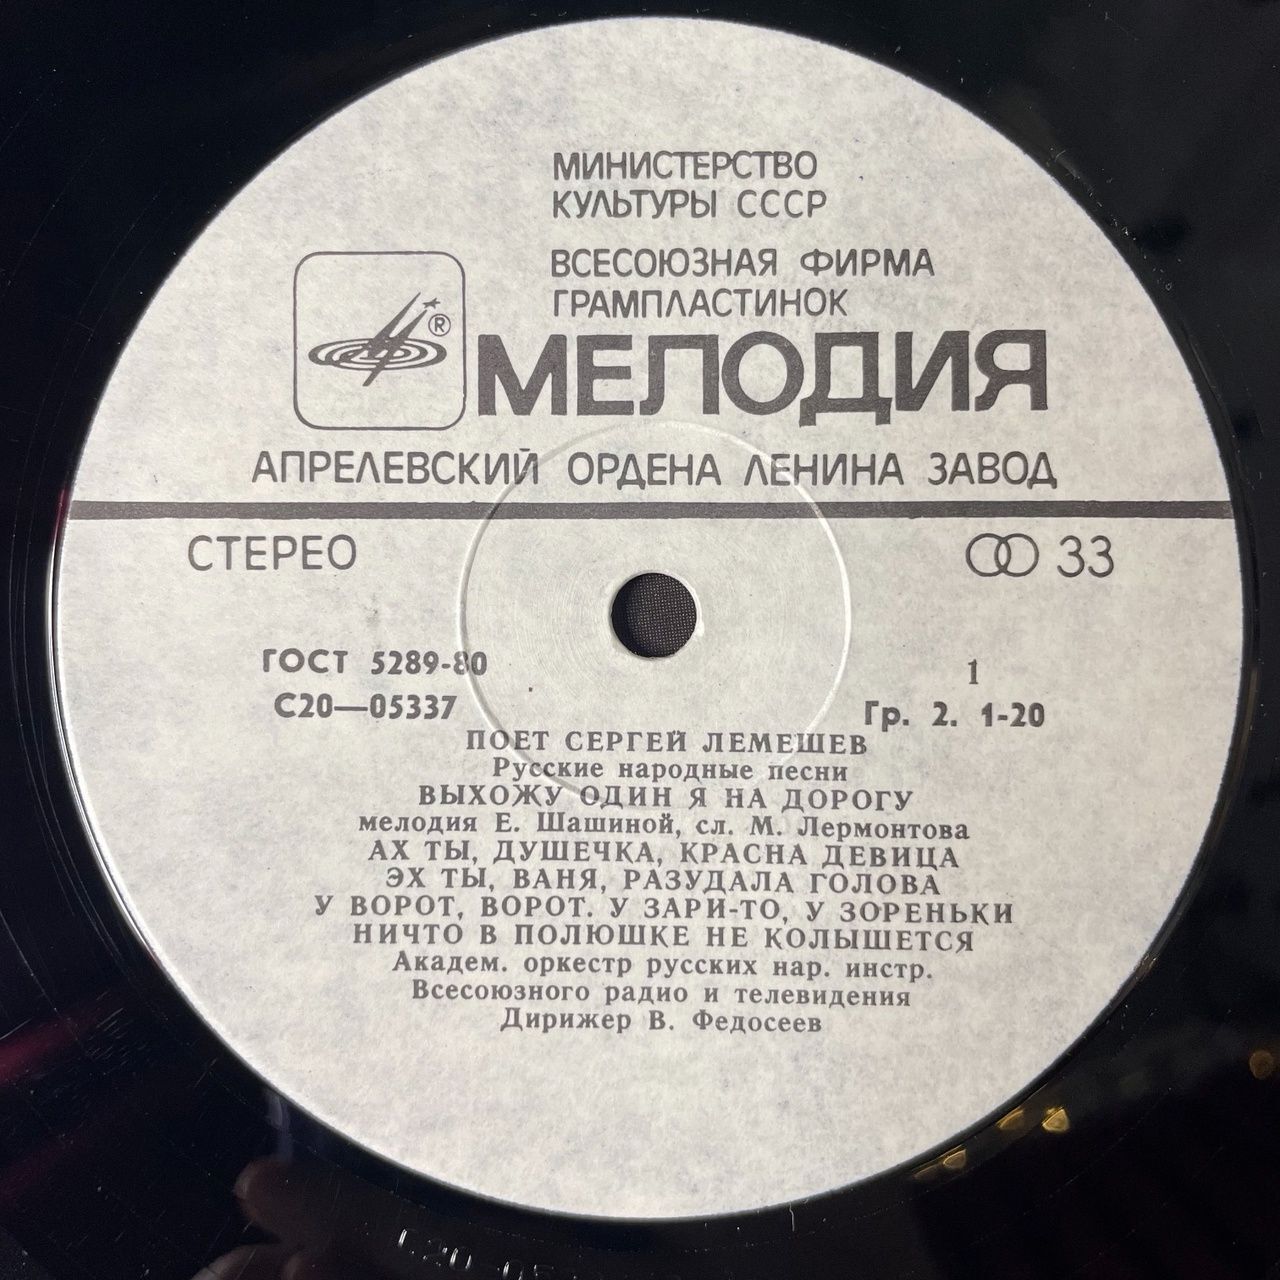 МИНИСТЕРСТВО
КУЛЬТУРЫ СССР
ВСЕСОЮЗНАЯ ФИРМА
ГРАМПЛАСТИНОК
®
МЕЛОДИЯ
АПРЕЛЕВСКИЙ ОРДЕНА ЛЕНИНА ЗАВОД
СТЕРЕО
33
ГОСТ 5289-80
1
С20—05337
Гр. 2. 1-20
ПОЕТ СЕРГЕЙ ЛЕМЕШЕВ
Русские народные песни
ВЫХОЖУ ОДИН Я НА ДОРОГУ
мелодия Е. Шашиной, сл. М. Лермонтова
АХ ТЫ, ДУШЕЧКА, КРАСНА ДЕВИЦА
ЭХ ТЫ, ВАНЯ, РАЗУДАЛА ГОЛОВА
У ВОРОТ, ВОРОТ. У ЗАРИ-ТО, У ЗОРЕНЬКИ
НИЧТО В ПОЛЮШКЕ НЕ КОЛЫШЕТСЯ
Академ. оркестр русских нар. инстр.
Всесоюзного радио и телевидения
Дирижер В. Федосеев